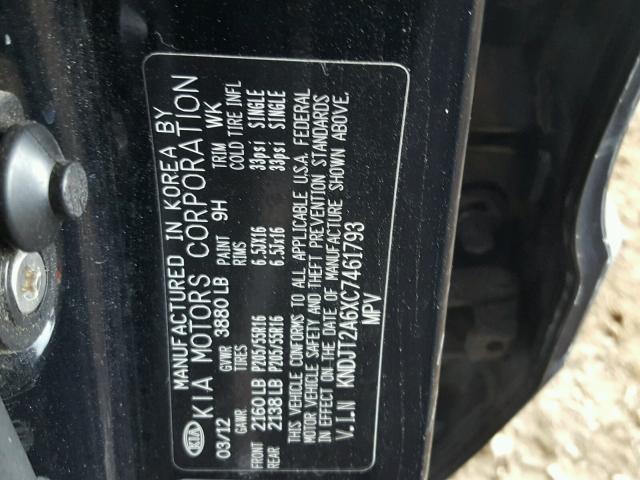 MANUFACTURED IN KOREA BY
KIA KIA MOTORS CORPORATION
03/12 GVWR 3880 LB PAINT 9H TRIM WK
GAWR TIRES RIMS COLD TIRE INFL
FRONT 2160 LB P205/55R16 6.5Jx16 33psi SINGLE
REAR 2138 LB P205/55R16 6.5Jx16 33psi SINGLE
THIS VEHICLE CONFORMS TO ALL APPLICABLE U.S.A. FEDERAL
MOTOR VEHICLE SAFETY AND THEFT PREVENTION STANDARDS
IN EFFECT ON THE DATE OF MANUFACTURE SHOWN ABOVE.
V.I.N KNDJT2A6XC7461793
MPV